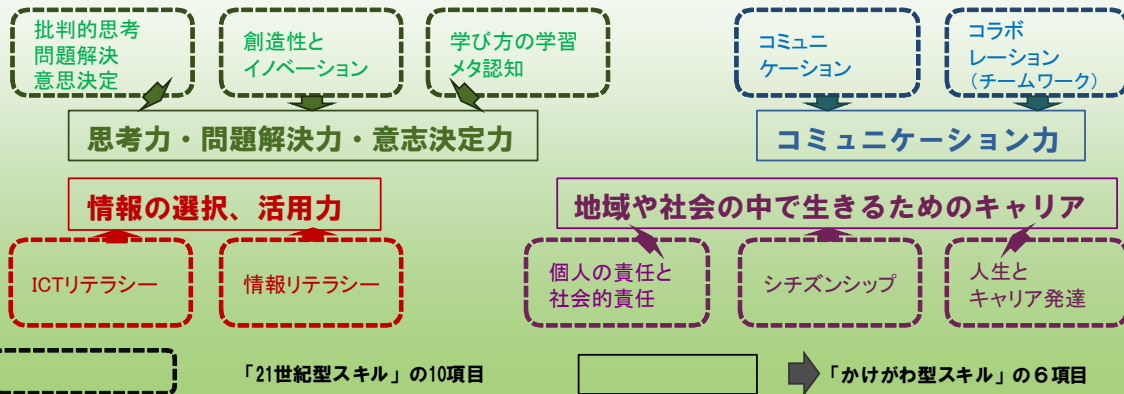 批判的思考
問題解決
意思決定
創造性と
イノベーション
学び方の学習
メタ認知
コミュニ
ケーション
コラボ
レーション
(チームワーク)
思考力・問題解決力・意志決定力
コミュニケーション力
情報の選択、活用力
地域や社会の中で生きるためのキャリア
ICTリテラシー
情報リテラシー
個人の責任と
社会的責任
シチズンシップ
人生と
キャリア発達
「21世紀型スキル」の10項目
「かけがわ型スキル」の６項目